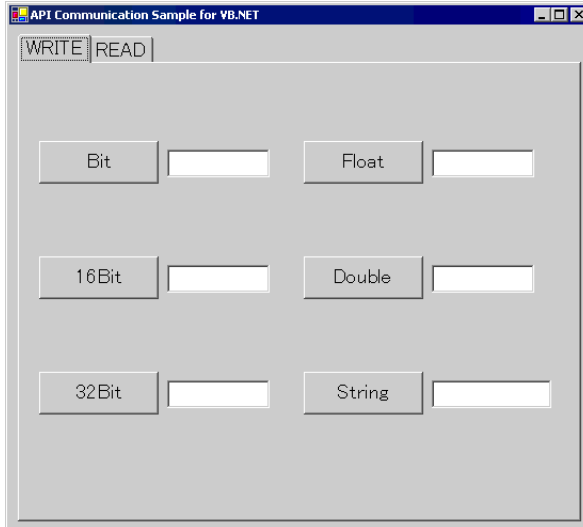 API Communication Sample for VB.NET
WRITE READ
Bit Float
16Bit Double
32Bit String